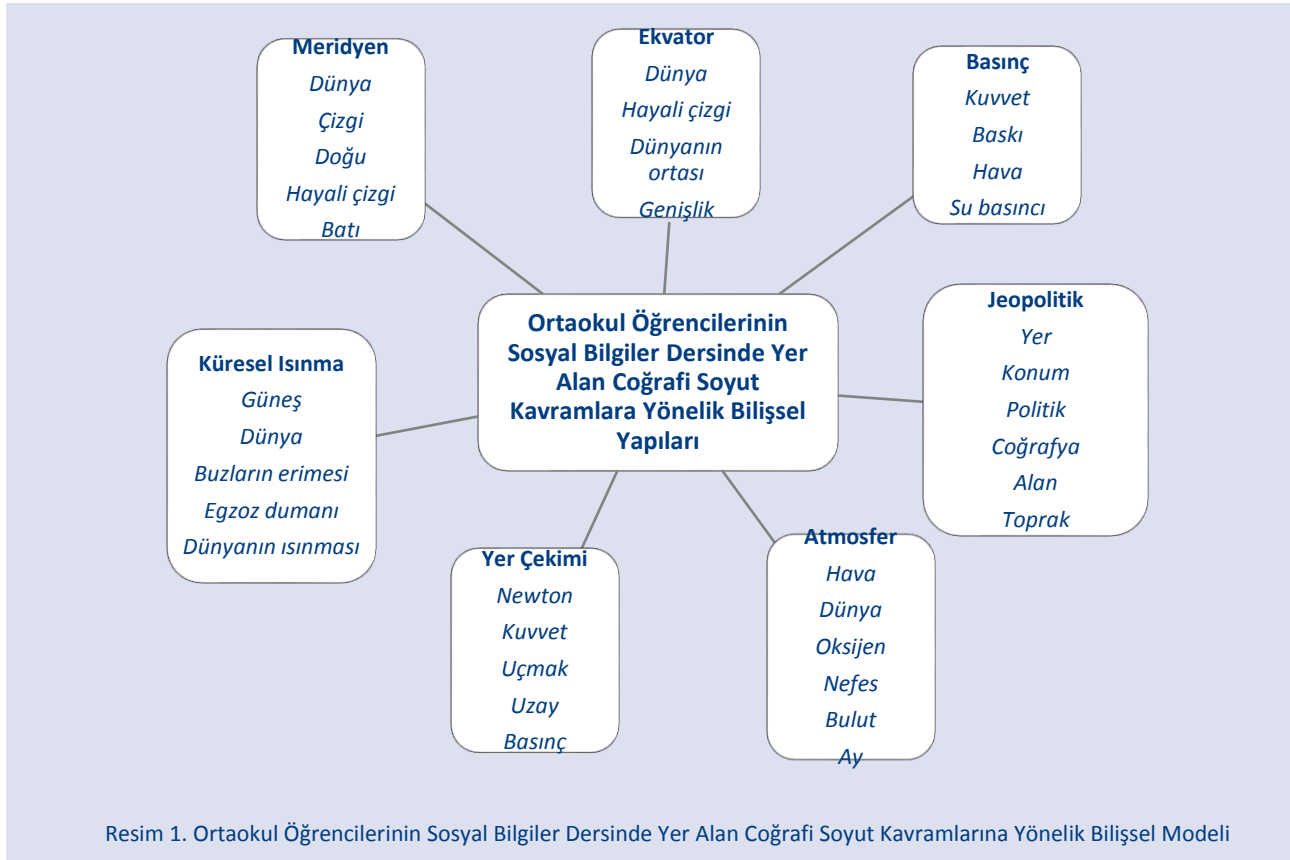 Meridyen
Dünya
Çizgi
Doğu
Hayali çizgi
Batı
Ekvator
Dünya
Hayali çizgi
Dünyanın
ortası
Genişlik
Basınç
Kuvvet
Baskı
Hava
Su basıncı
Ortaokul Öğrencilerinin
Sosyal Bilgiler Dersinde Yer
Alan Coğrafi Soyut
Kavramlara Yönelik Bilişsel
Yapıları
Jeopolitik
Yer
Konum
Politik
Coğrafya
Alan
Toprak
Küresel Isınma
Güneş
Dünya
Buzların erimesi
Egzoz dumanı
Dünyanın ısınması
Yer Çekimi
Newton
Kuvvet
Uçmak
Uzay
Basınç
Atmosfer
Hava
Dünya
Oksijen
Nefes
Bulut
Ay
Resim 1. Ortaokul Öğrencilerinin Sosyal Bilgiler Dersinde Yer Alan Coğrafi Soyut Kavramlarına Yönelik Bilişsel Modeli